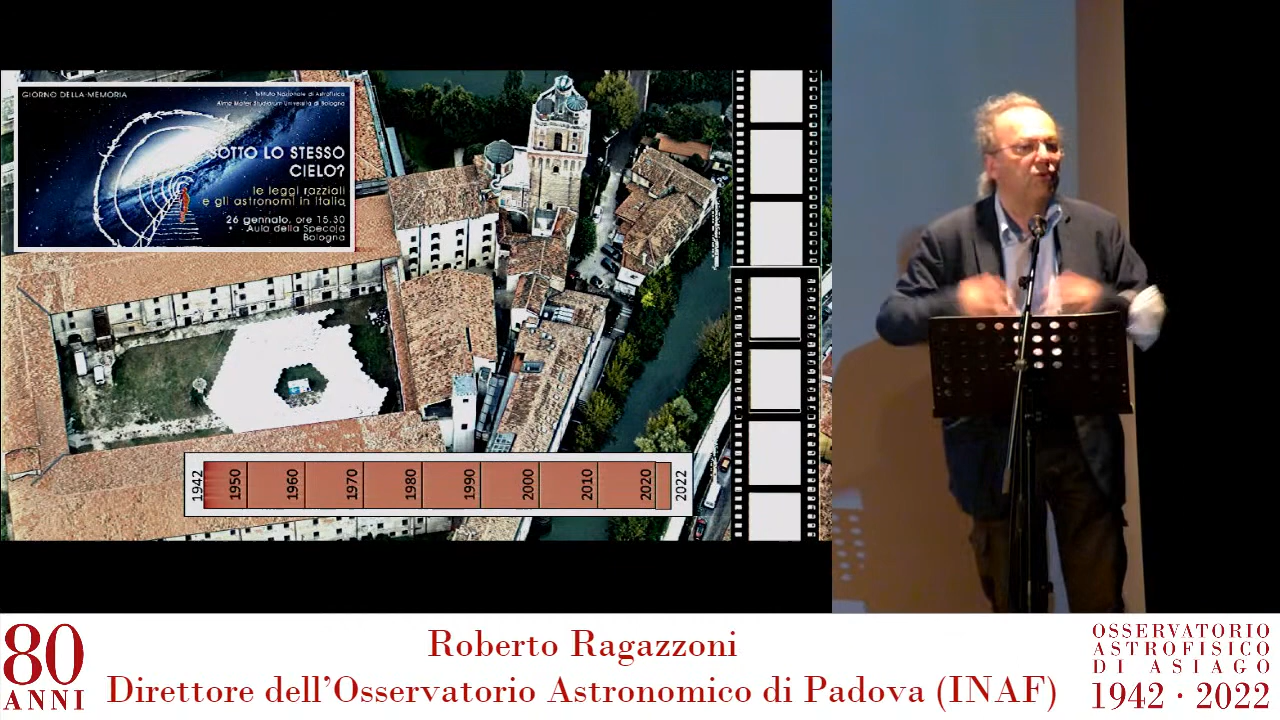 GIORNO DELLA MEMORIA
Istituto Nazionale di Astrofisica
Alma Mater Studiorum Università di Bologna
SOTTO LO STESSO
CIELO?
le leggi razziali
e gli astronomi in Italia
26 gennaio, ore 15.30
Aula della Specola
Bologna
1942 1950 1960 1970 1980 1990 2000 2010 2020 2022
80
ANNI
Roberto Ragazzoni
Direttore dell'Osservatorio Astronomico di Padova (INAF)
OSSERVATORIO
ASTROFISICO
DI ASIAGO
1942 · 2022